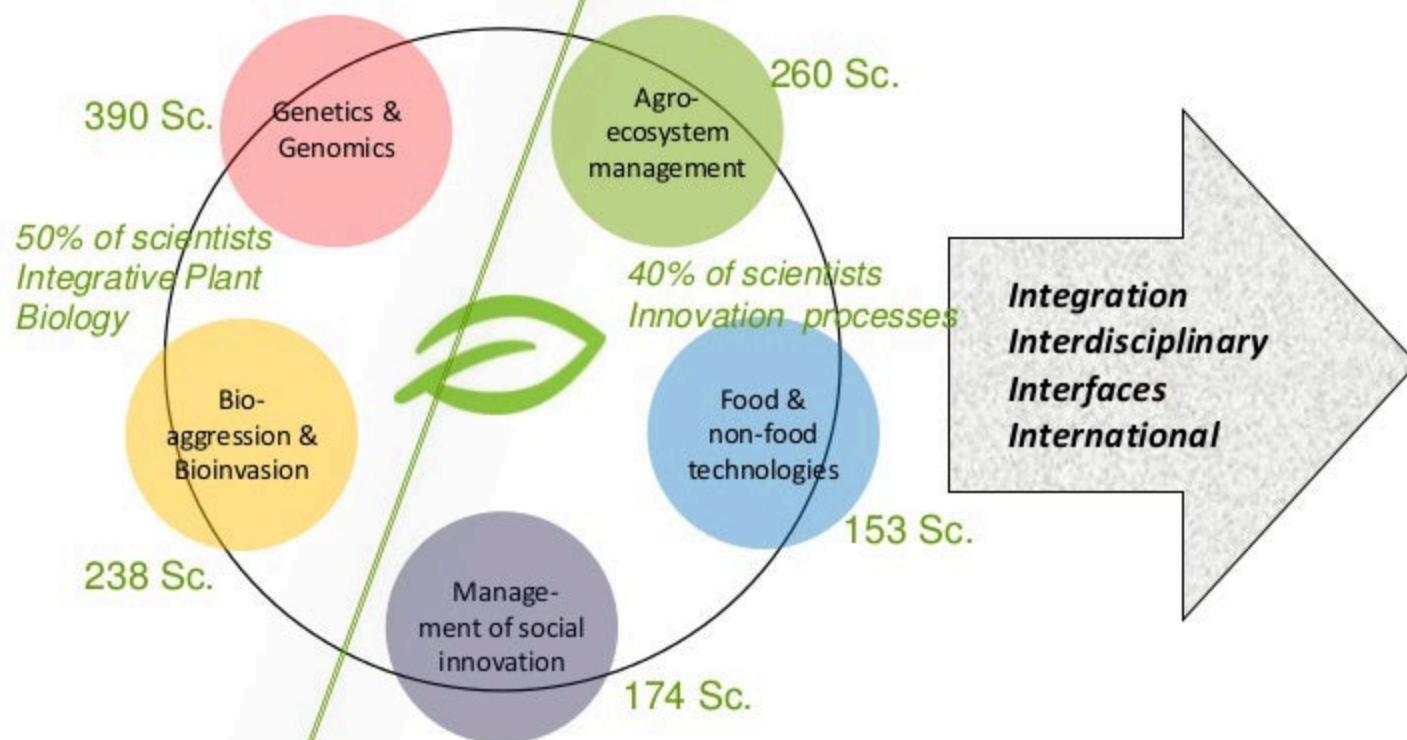 390 Sc.
Genetics &
Genomics
Agro-
ecosystem
management
260 Sc.
50% of scientists
Integrative Plant
Biology
40% of scientists
Innovation processes
Bio-
aggression &
Bioinvasion
238 Sc.
Food &
non-food
technologies
153 Sc.
Manage-
ment of social
innovation
174 Sc.
Integration
Interdisciplinary
Interfaces
International